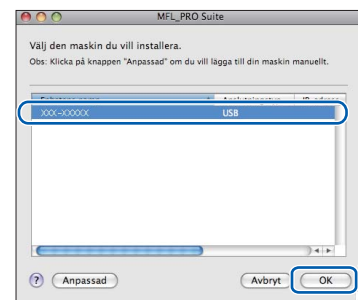 MFL_PRO Suite
Välj den maskin du vill installera.
Obs: Klicka på knappen "Anpassad" om du vill lägga till din maskin manuellt.
XXX-XXXXX USB
? Anpassad Avbryt OK